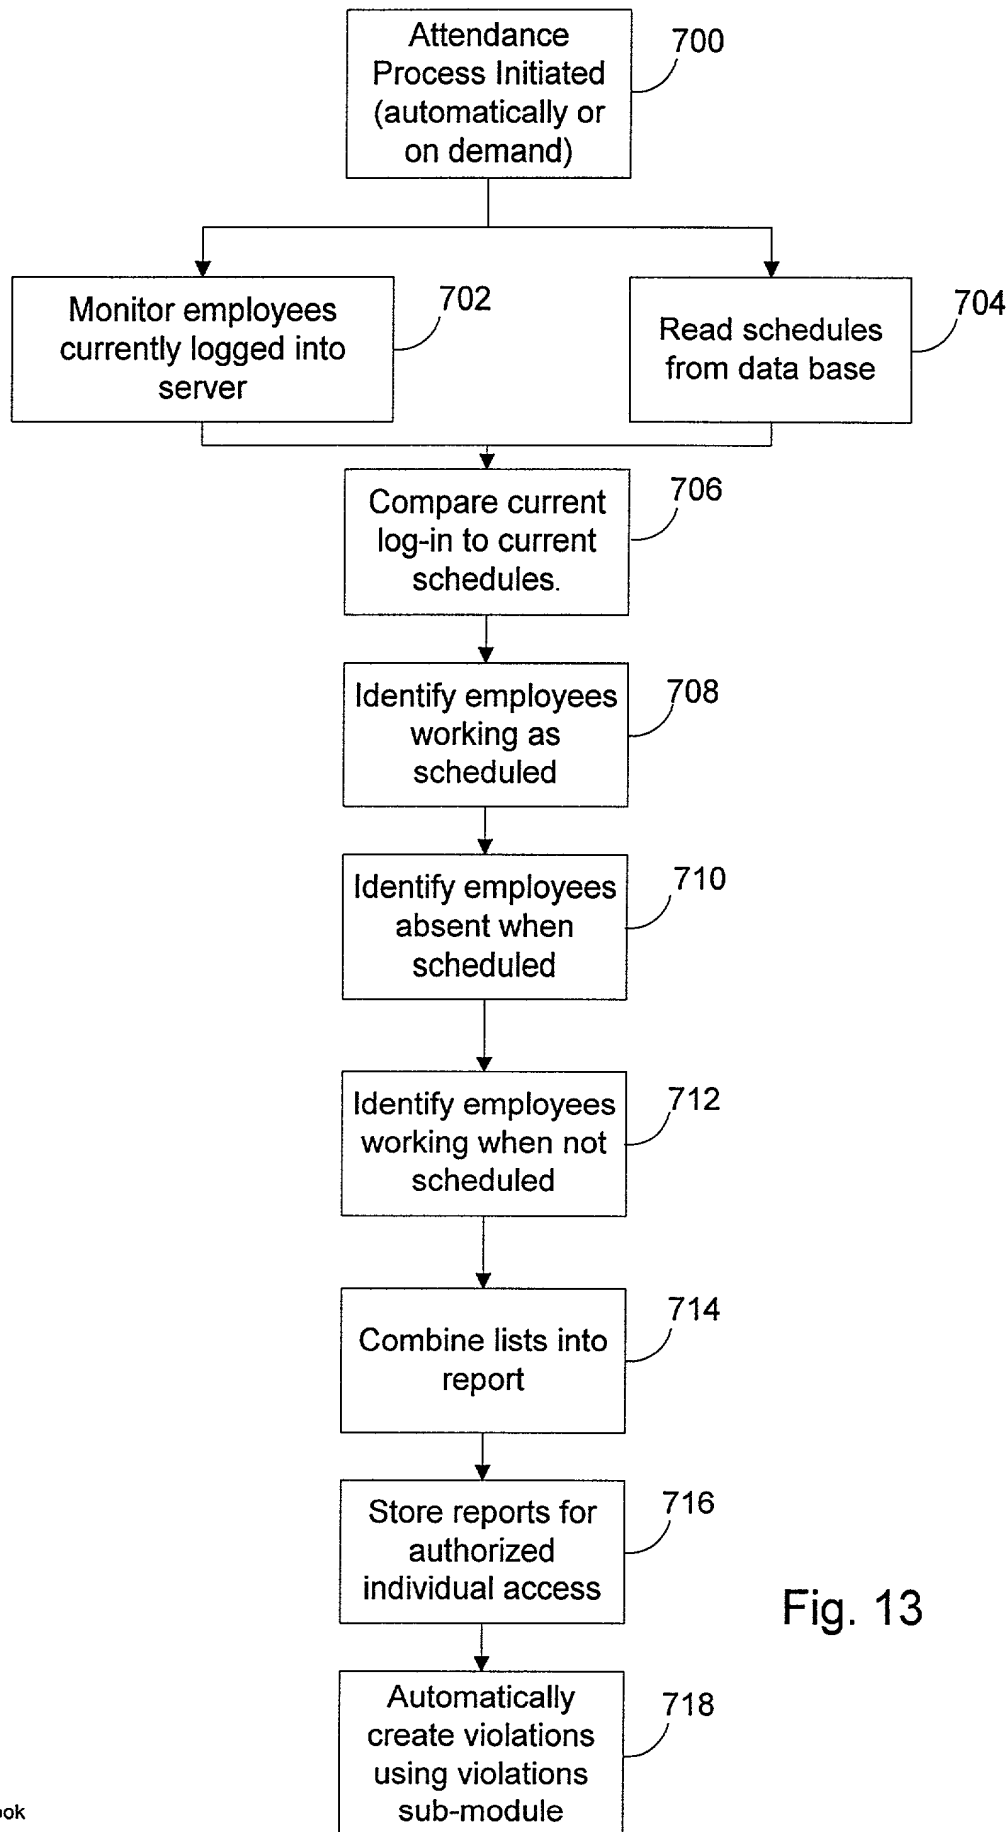 Attendance
Process Initiated
(automatically or
on demand)
700
Monitor employees
currently logged into
server
702
Read schedules
from data base
704
Compare current
log-in to current
schedules.
706
Identify employees
working as
scheduled
708
Identify employees
absent when
scheduled
710
Identify employees
working when not
scheduled
712
Combine lists into
report
714
Store reports for
authorized
individual access
716
Fig. 13
Automatically
create violations
using violations
sub-module
718